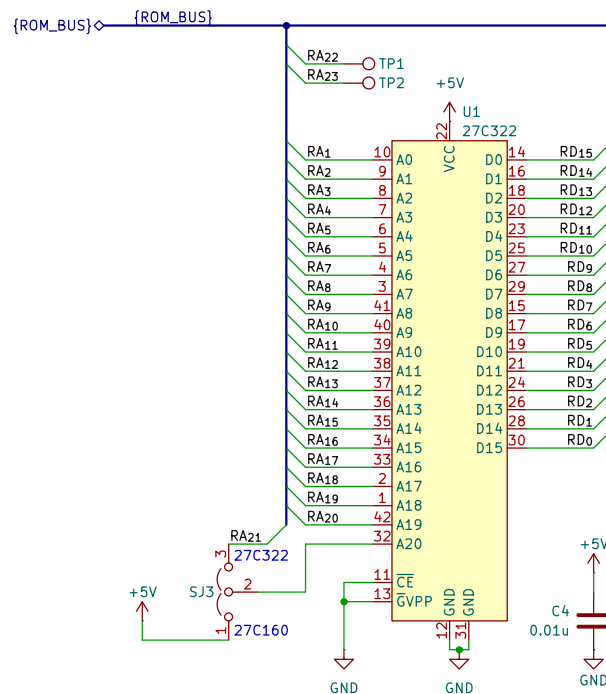 {ROM_BUS}
{ROM_BUS}
RA22
TP1
RA23
TP2
+5V
U1
27C322
22
VCC
RA1 10 A0 D0 14 RD15
RA2 9 A1 D1 16 RD14
RA3 8 A2 D2 18 RD13
RA4 7 A3 D3 20 RD12
RA5 6 A4 D4 23 RD11
RA6 5 A5 D5 25 RD10
RA7 4 A6 D6 27 RD9
RA8 3 A7 D7 29 RD8
RA9 41 A8 D8 15 RD7
RA10 40 A9 D9 17 RD6
RA11 39 A10 D10 19 RD5
RA12 38 A11 D11 21 RD4
RA13 37 A12 D12 24 RD3
RA14 36 A13 D13 26 RD2
RA15 35 A14 D14 28 RD1
RA16 34 A15 D15 30 RD0
RA17 33 A16
RA18 2 A17
RA19 1 A18
RA20 42 A19
RA21 32 A20
3 27C322
SJ3 2
1 27C160
+5V
11 CE
13 GVPP
GND GND
12 31
GND
GND
+5V
C4
0.01u
GND